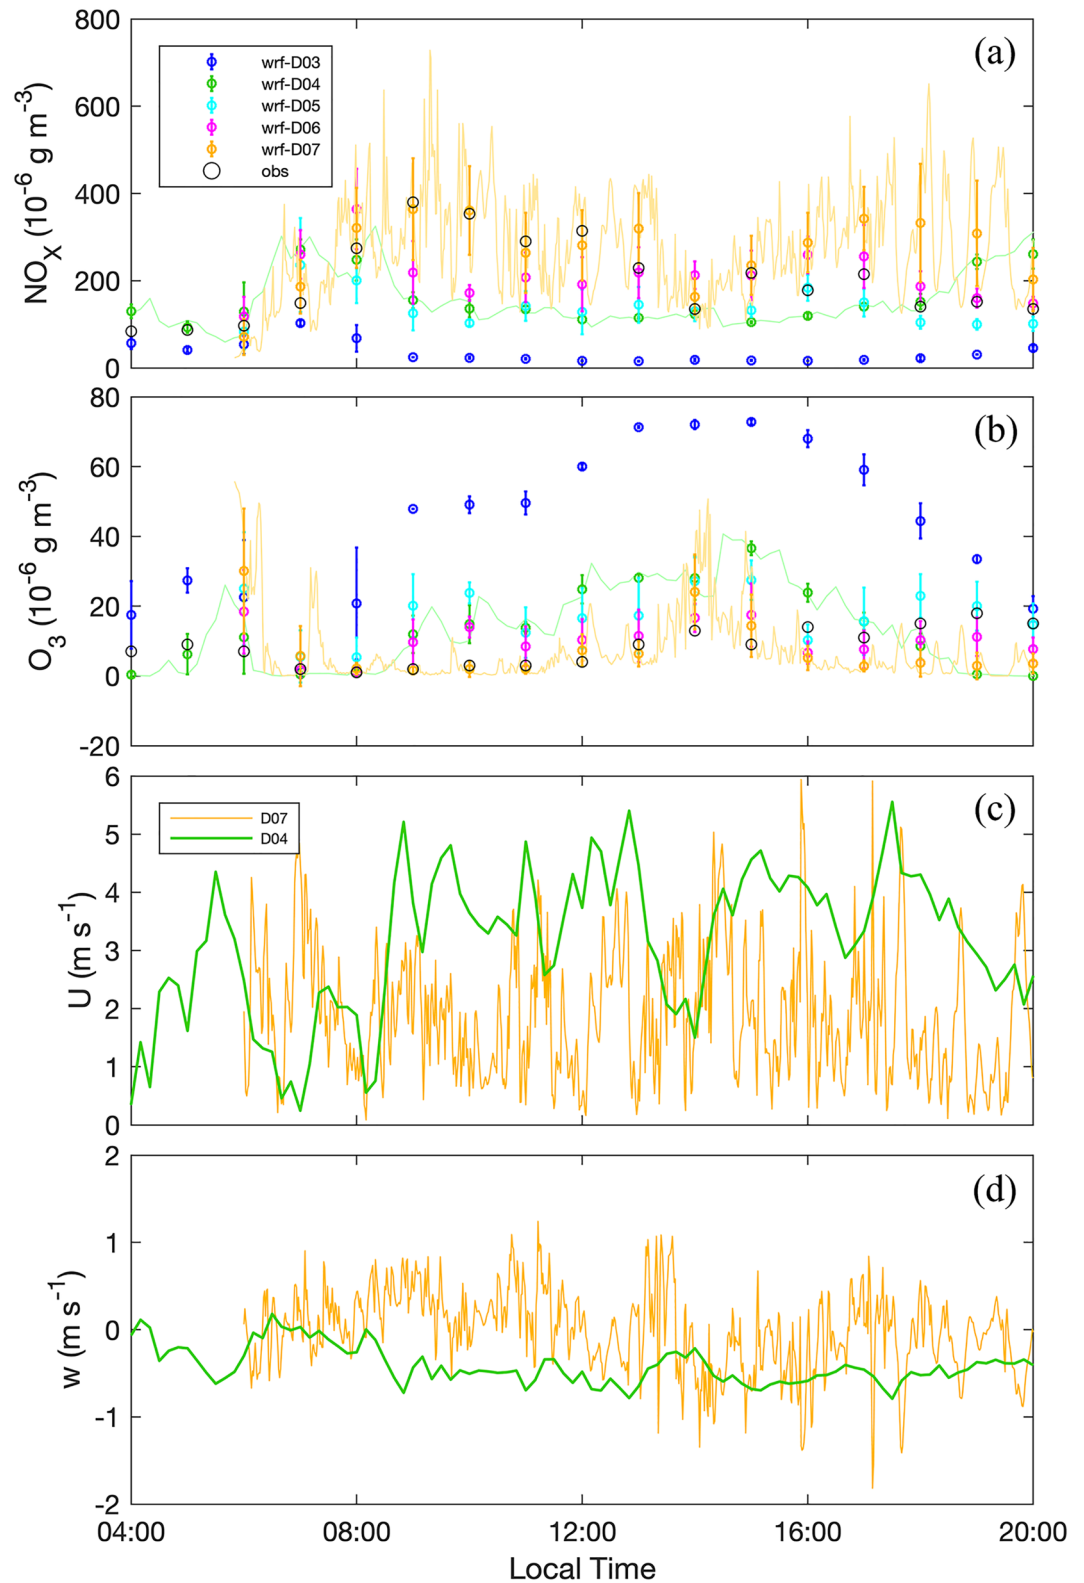 800
600
400
200
0
NOX (10-6 g m-3)
(a)
wrf-D03
wrf-D04
wrf-D05
wrf-D06
wrf-D07
obs
80
60
40
20
0
-20
O3 (10-6 g m-3)
(b)
6
5
4
3
2
1
0
U (m s-1)
(c)
D07
D04
2
1
0
-1
-2
w (m s-1)
(d)
04:00 08:00 12:00 16:00 20:00
Local Time